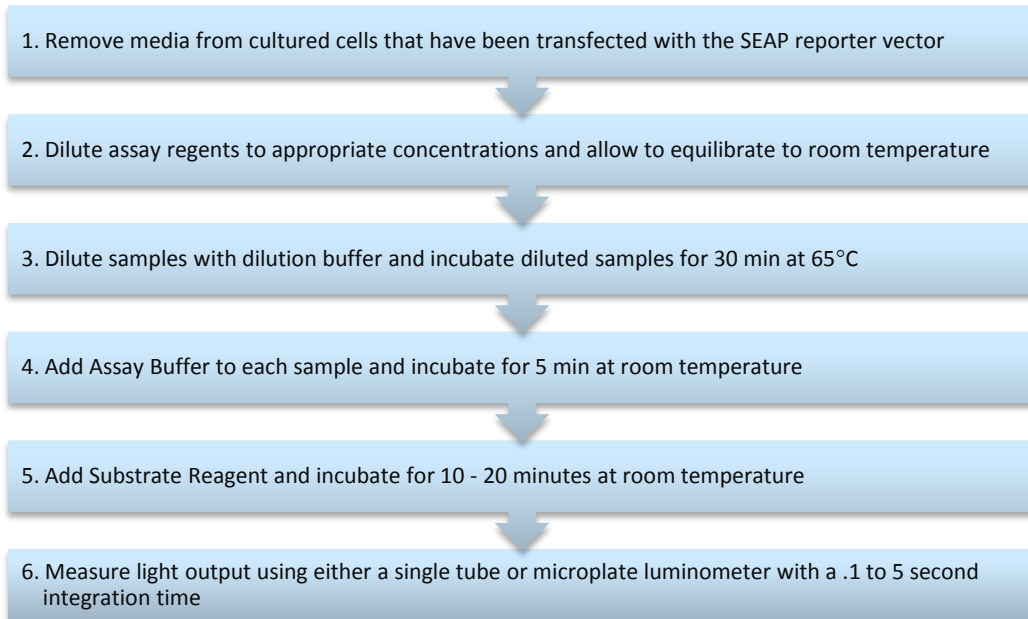 1. Remove media from cultured cells that have been transfected with the SEAP reporter vector
2. Dilute assay regents to appropriate concentrations and allow to equilibrate to room temperature
3. Dilute samples with dilution buffer and incubate diluted samples for 30 min at 65°C
4. Add Assay Buffer to each sample and incubate for 5 min at room temperature
5. Add Substrate Reagent and incubate for 10 - 20 minutes at room temperature
6. Measure light output using either a single tube or microplate luminometer with a .1 to 5 second
integration time